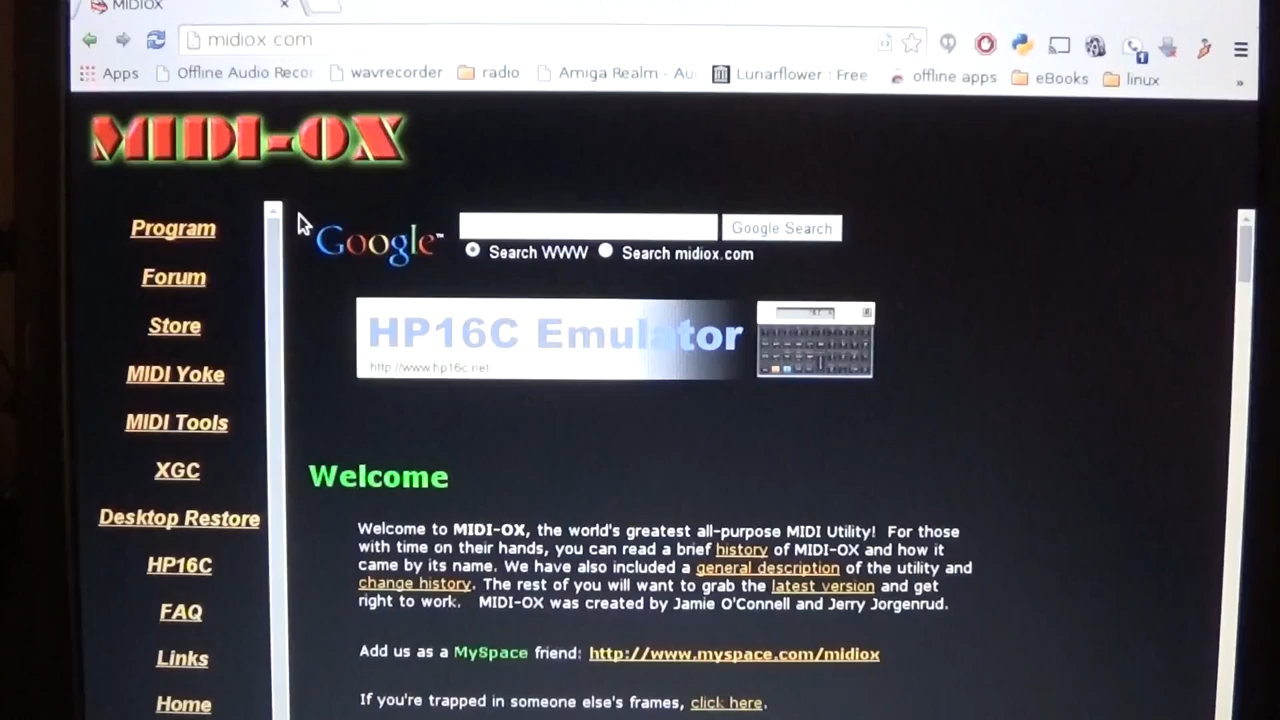 MIDIOX
midiox com
Apps Offline Audio Recor wavrecorder radio Amiga Realm - Au Lunarflower : Free offline apps eBooks linux »
MIDI-OX
Program
Forum
Store
MIDI Yoke
MIDI Tools
XGC
Desktop Restore
HP16C
FAQ
Links
Home
Google™ Google Search
Search WWW Search midiox.com
HP16C Emulator
http://www.hp16c.net
Welcome
Welcome to MIDI-OX, the world's greatest all-purpose MIDI Utility! For those
with time on their hands, you can read a brief history of MIDI-OX and how it
came by its name. We have also included a general description of the utility and
change history. The rest of you will want to grab the latest version and get
right to work. MIDI-OX was created by Jamie O'Connell and Jerry Jorgenrud.
Add us as a MySpace friend: http://www.myspace.com/midiox
If you're trapped in someone else's frames, click here.